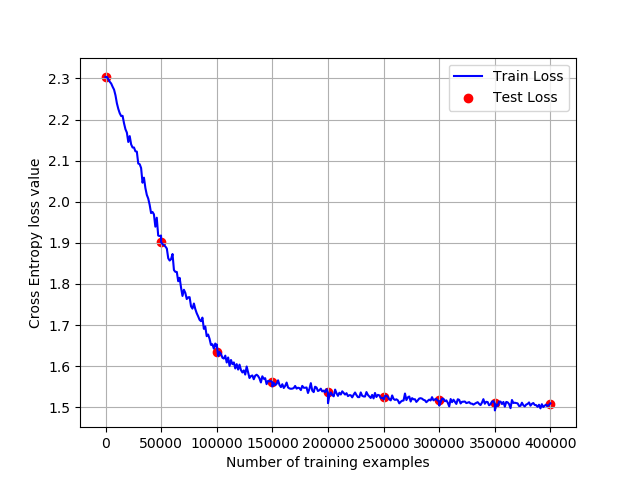 Train Loss
Test Loss
2.3
2.2
2.1
2.0
1.9
1.8
1.7
1.6
1.5
Cross Entropy loss value
0 50000 100000 150000 200000 250000 300000 350000 400000
Number of training examples